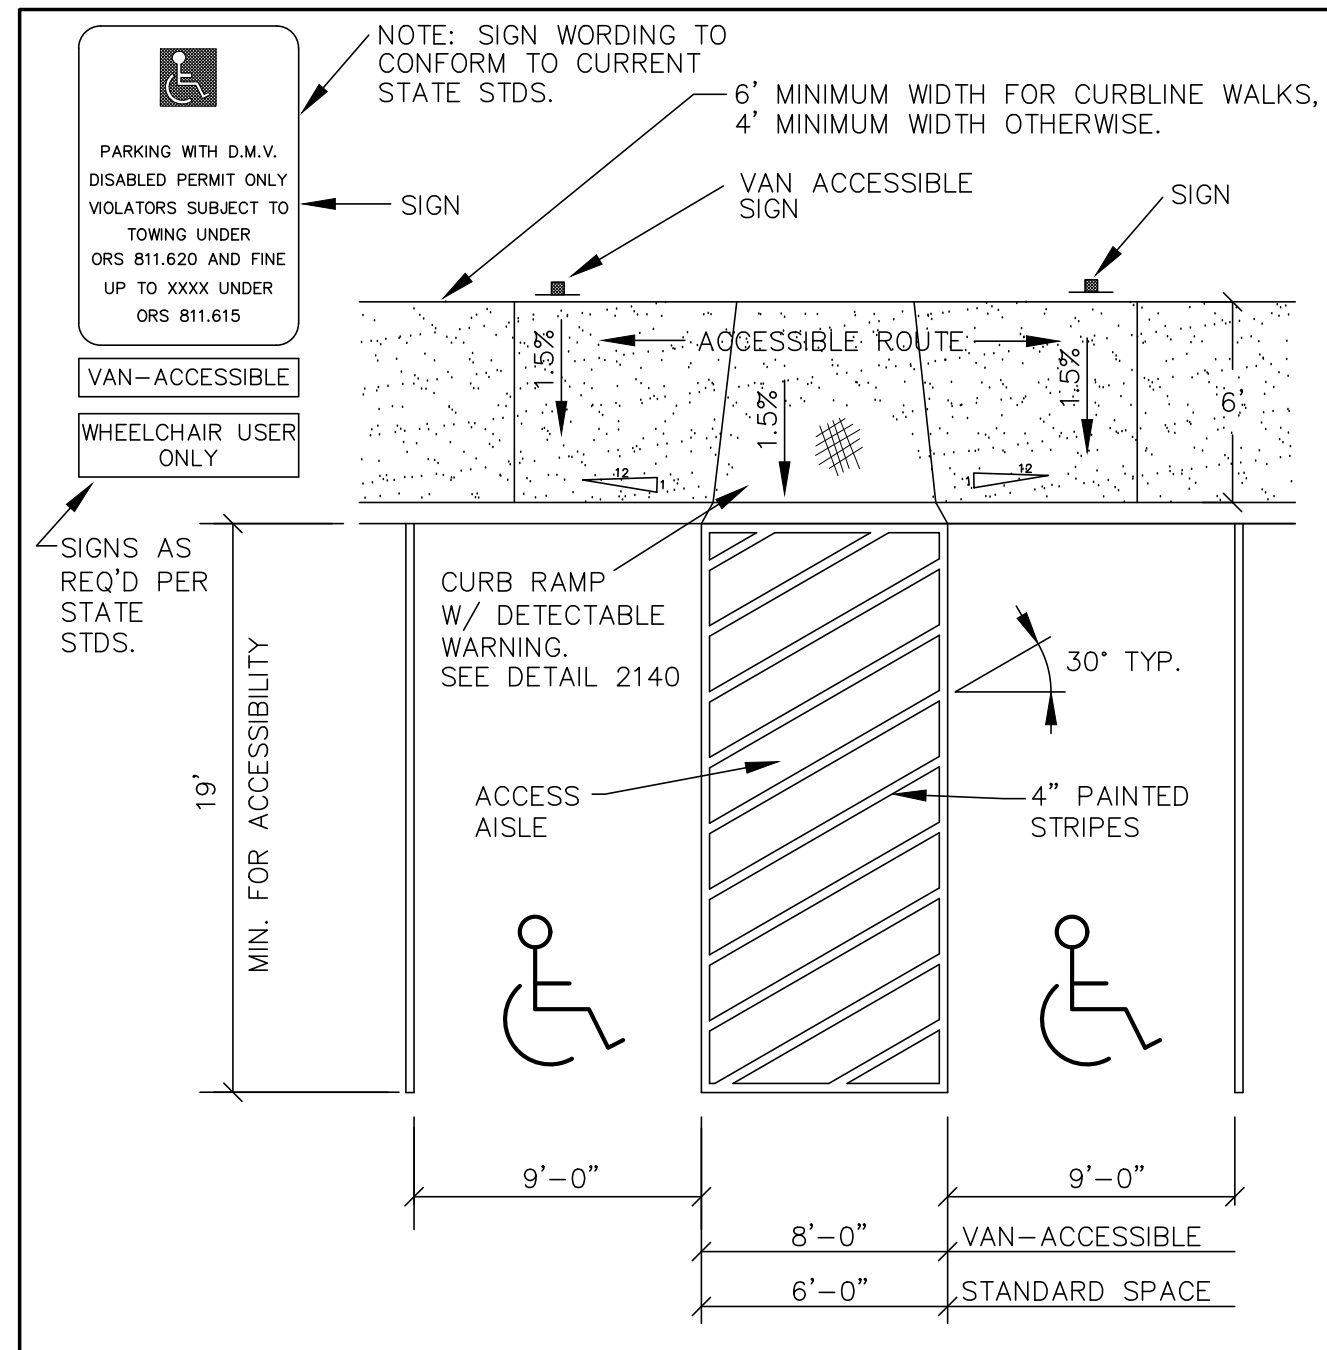 NOTE: SIGN WORDING TO
CONFORM TO CURRENT
STATE STDS.
6' MINIMUM WIDTH FOR CURBLINE WALKS,
4' MINIMUM WIDTH OTHERWISE.
PARKING WITH D.M.V.
DISABLED PERMIT ONLY
VIOLATORS SUBJECT TO
TOWING UNDER
ORS 811.620 AND FINE
UP TO XXXX UNDER
ORS 811.615
SIGN
VAN ACCESSIBLE
SIGN
SIGN
VAN-ACCESSIBLE
WHEELCHAIR USER
ONLY
SIGNS AS
REQ'D PER
STATE
STDS.
ACCESSIBLE ROUTE
1.5%
1.5%
1.5%
6'
12
1
12
1
CURB RAMP
W/ DETECTABLE
WARNING.
SEE DETAIL 2140
30° TYP.
19'
MIN. FOR ACCESSIBILITY
ACCESS
AISLE
4" PAINTED
STRIPES
9'-0"
9'-0"
8'-0"
VAN-ACCESSIBLE
6'-0"
STANDARD SPACE